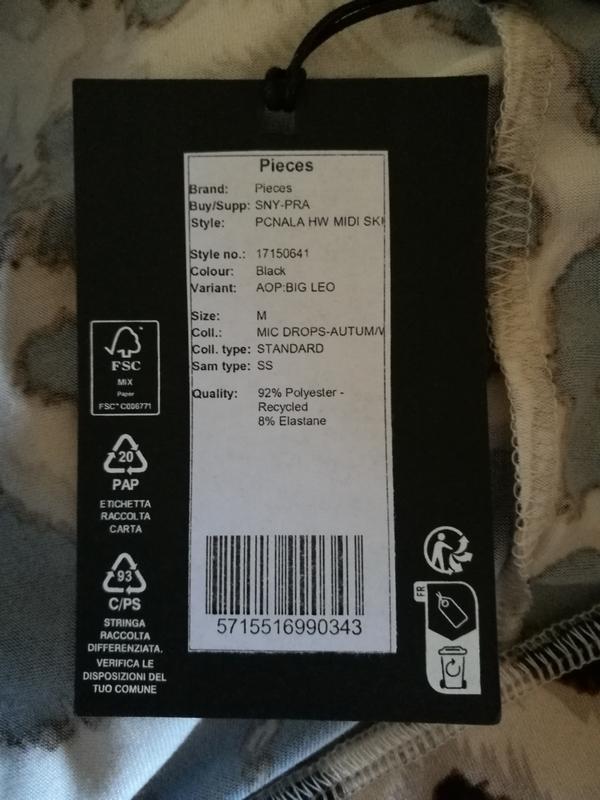 Pieces
Brand: Pieces
Buy/Supp: SNY-PRA
Style: PCNALA HW MIDI SKI
Style no.: 17150641
Colour: Black
Variant: AOP:BIG LEO
Size: M
Coll.: MIC DROPS-AUTUM/W
Coll. type: STANDARD
Sam type: SS
Quality: 92% Polyester -
Recycled
8% Elastane
5715516990343
FSC
MIX
Paper
FSC® C006771
20
PAP
ETICHETTA
RACCOLTA
CARTA
93
C/PS
STRINGA
RACCOLTA
DIFFERENZIATA.
VERIFICA LE
DISPOSIZIONI DEL
TUO COMUNE
FR